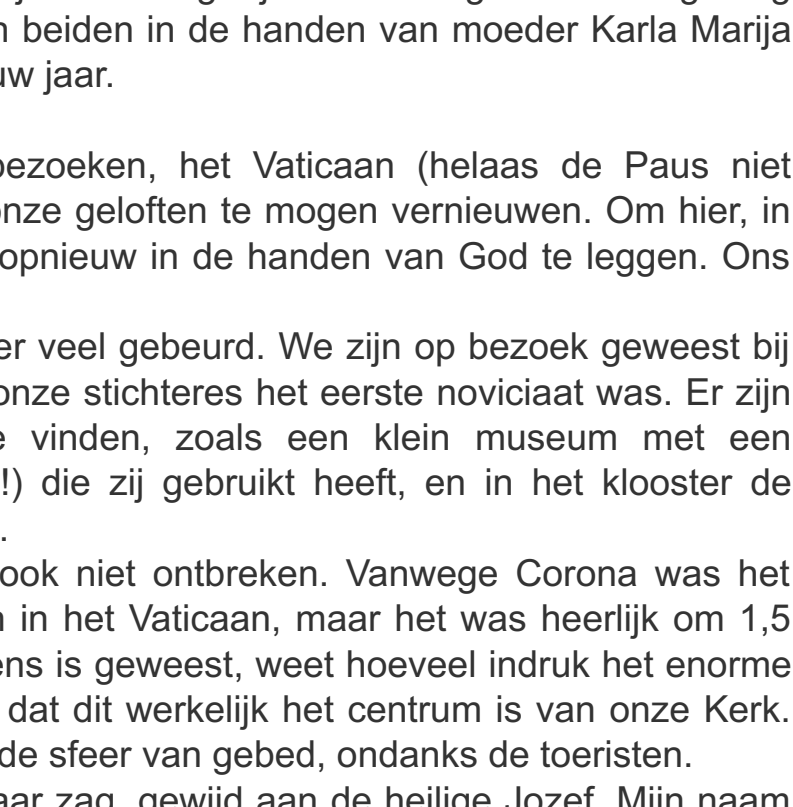 n beiden in de handen van moeder Karla Marija
uw jaar.
bezoeken, het Vaticaan (helaas de Paus niet
onze geloften te mogen vernieuwen. Om hier, in
opnieuw in de handen van God te leggen. Ons
er veel gebeurd. We zijn op bezoek geweest bij
onze stichteres het eerste noviciaat was. Er zijn
e vinden, zoals een klein museum met een
!) die zij gebruikt heeft, en in het klooster de
.
ook niet ontbreken. Vanwege Corona was het
n in het Vaticaan, maar het was heerlijk om 1,5
ens is geweest, weet hoeveel indruk het enorme
dat dit werkelijk het centrum is van onze Kerk.
de sfeer van gebed, ondanks de toeristen.
aar zag, gewijd aan de heilige Jozef. Mijn naam